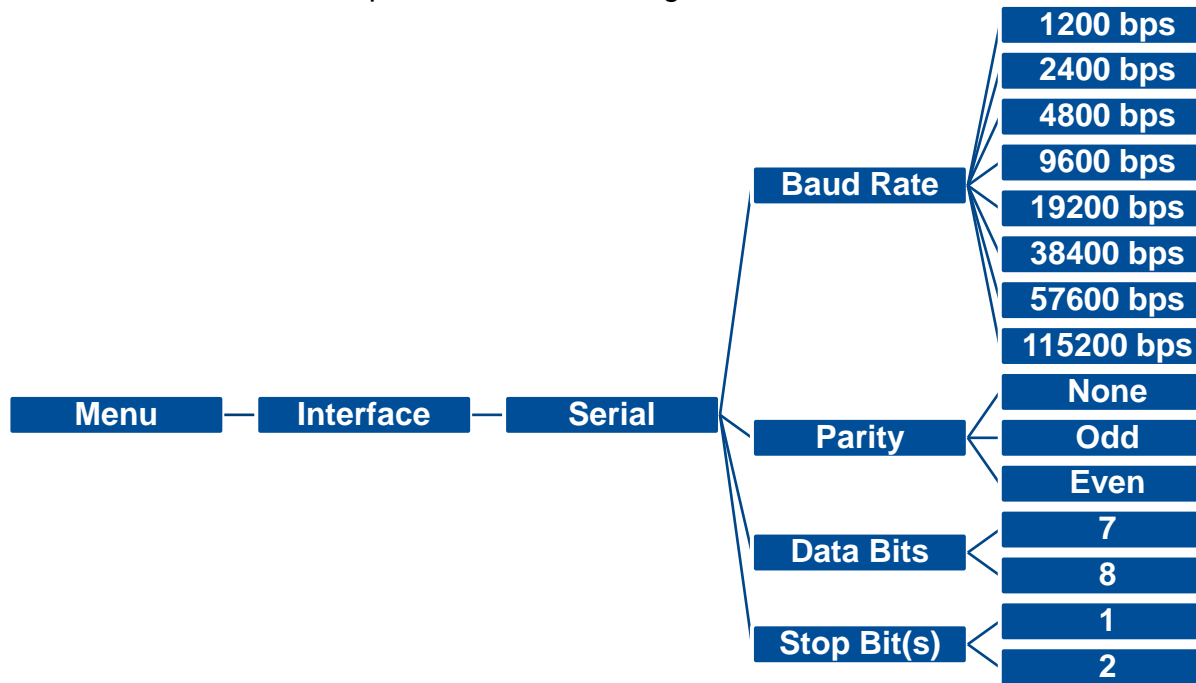 1200 bps
2400 bps
4800 bps
9600 bps
Baud Rate
19200 bps
38400 bps
57600 bps
115200 bps
None
Menu
Interface
Serial
Parity
Odd
Even
7
Data Bits
8
1
Stop Bit(s)
2